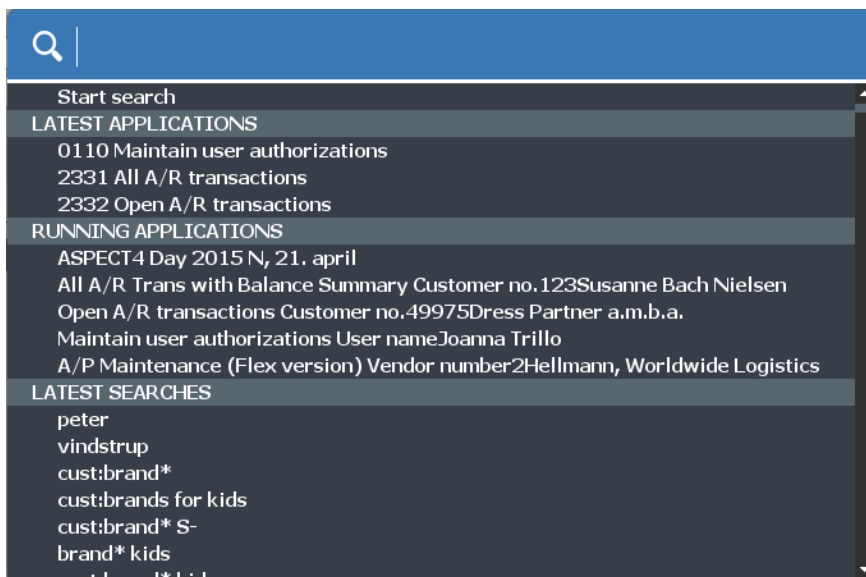 Start search
LATEST APPLICATIONS
0110 Maintain user authorizations
2331 All A/R transactions
2332 Open A/R transactions
RUNNING APPLICATIONS
ASPECT4 Day 2015 N, 21. april
All A/R Trans with Balance Summary Customer no.123Susanne Bach Nielsen
Open A/R transactions Customer no.49975Dress Partner a.m.b.a.
Maintain user authorizations User nameJoanna Trillo
A/P Maintenance (Flex version) Vendor number2Hellmann, Worldwide Logistics
LATEST SEARCHES
peter
vindstrup
cust:brand*
cust:brands for kids
cust:brand* S-
brand* kids